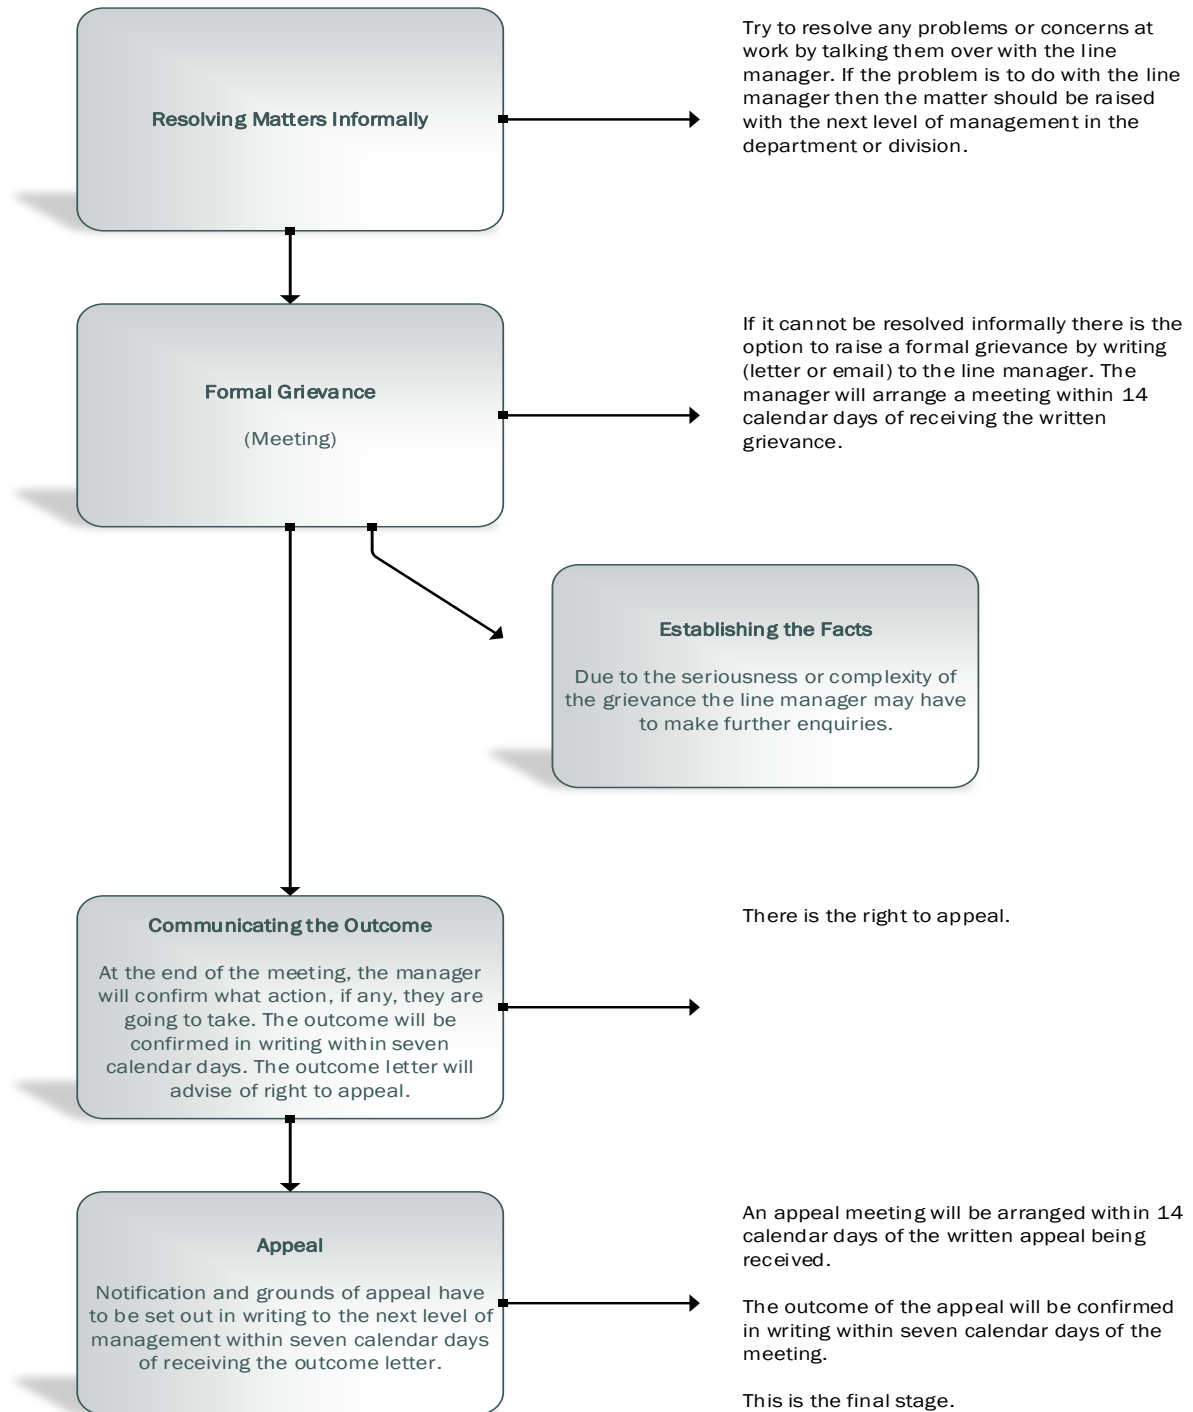 Resolving Matters Informally
Try to resolve any problems or concerns at
work by talking them over with the line
manager. If the problem is to do with the line
manager then the matter should be raised
with the next level of management in the
department or division.
Formal Grievance
(Meeting)
If it cannot be resolved informally there is the
option to raise a formal grievance by writing
(letter or email) to the line manager. The
manager will arrange a meeting within 14
calendar days of receiving the written
grievance.
Establishing the Facts
Due to the seriousness or complexity of
the grievance the line manager may have
to make further enquiries.
Communicating the Outcome
At the end of the meeting, the manager
will confirm what action, if any, they are
going to take. The outcome will be
confirmed in writing within seven
calendar days. The outcome letter will
advise of right to appeal.
There is the right to appeal.
Appeal
Notification and grounds of appeal have
to be set out in writing to the next level of
management within seven calendar days
of receiving the outcome letter.
An appeal meeting will be arranged within 14
calendar days of the written appeal being
received.
The outcome of the appeal will be confirmed
in writing within seven calendar days of the
meeting.
This is the final stage.